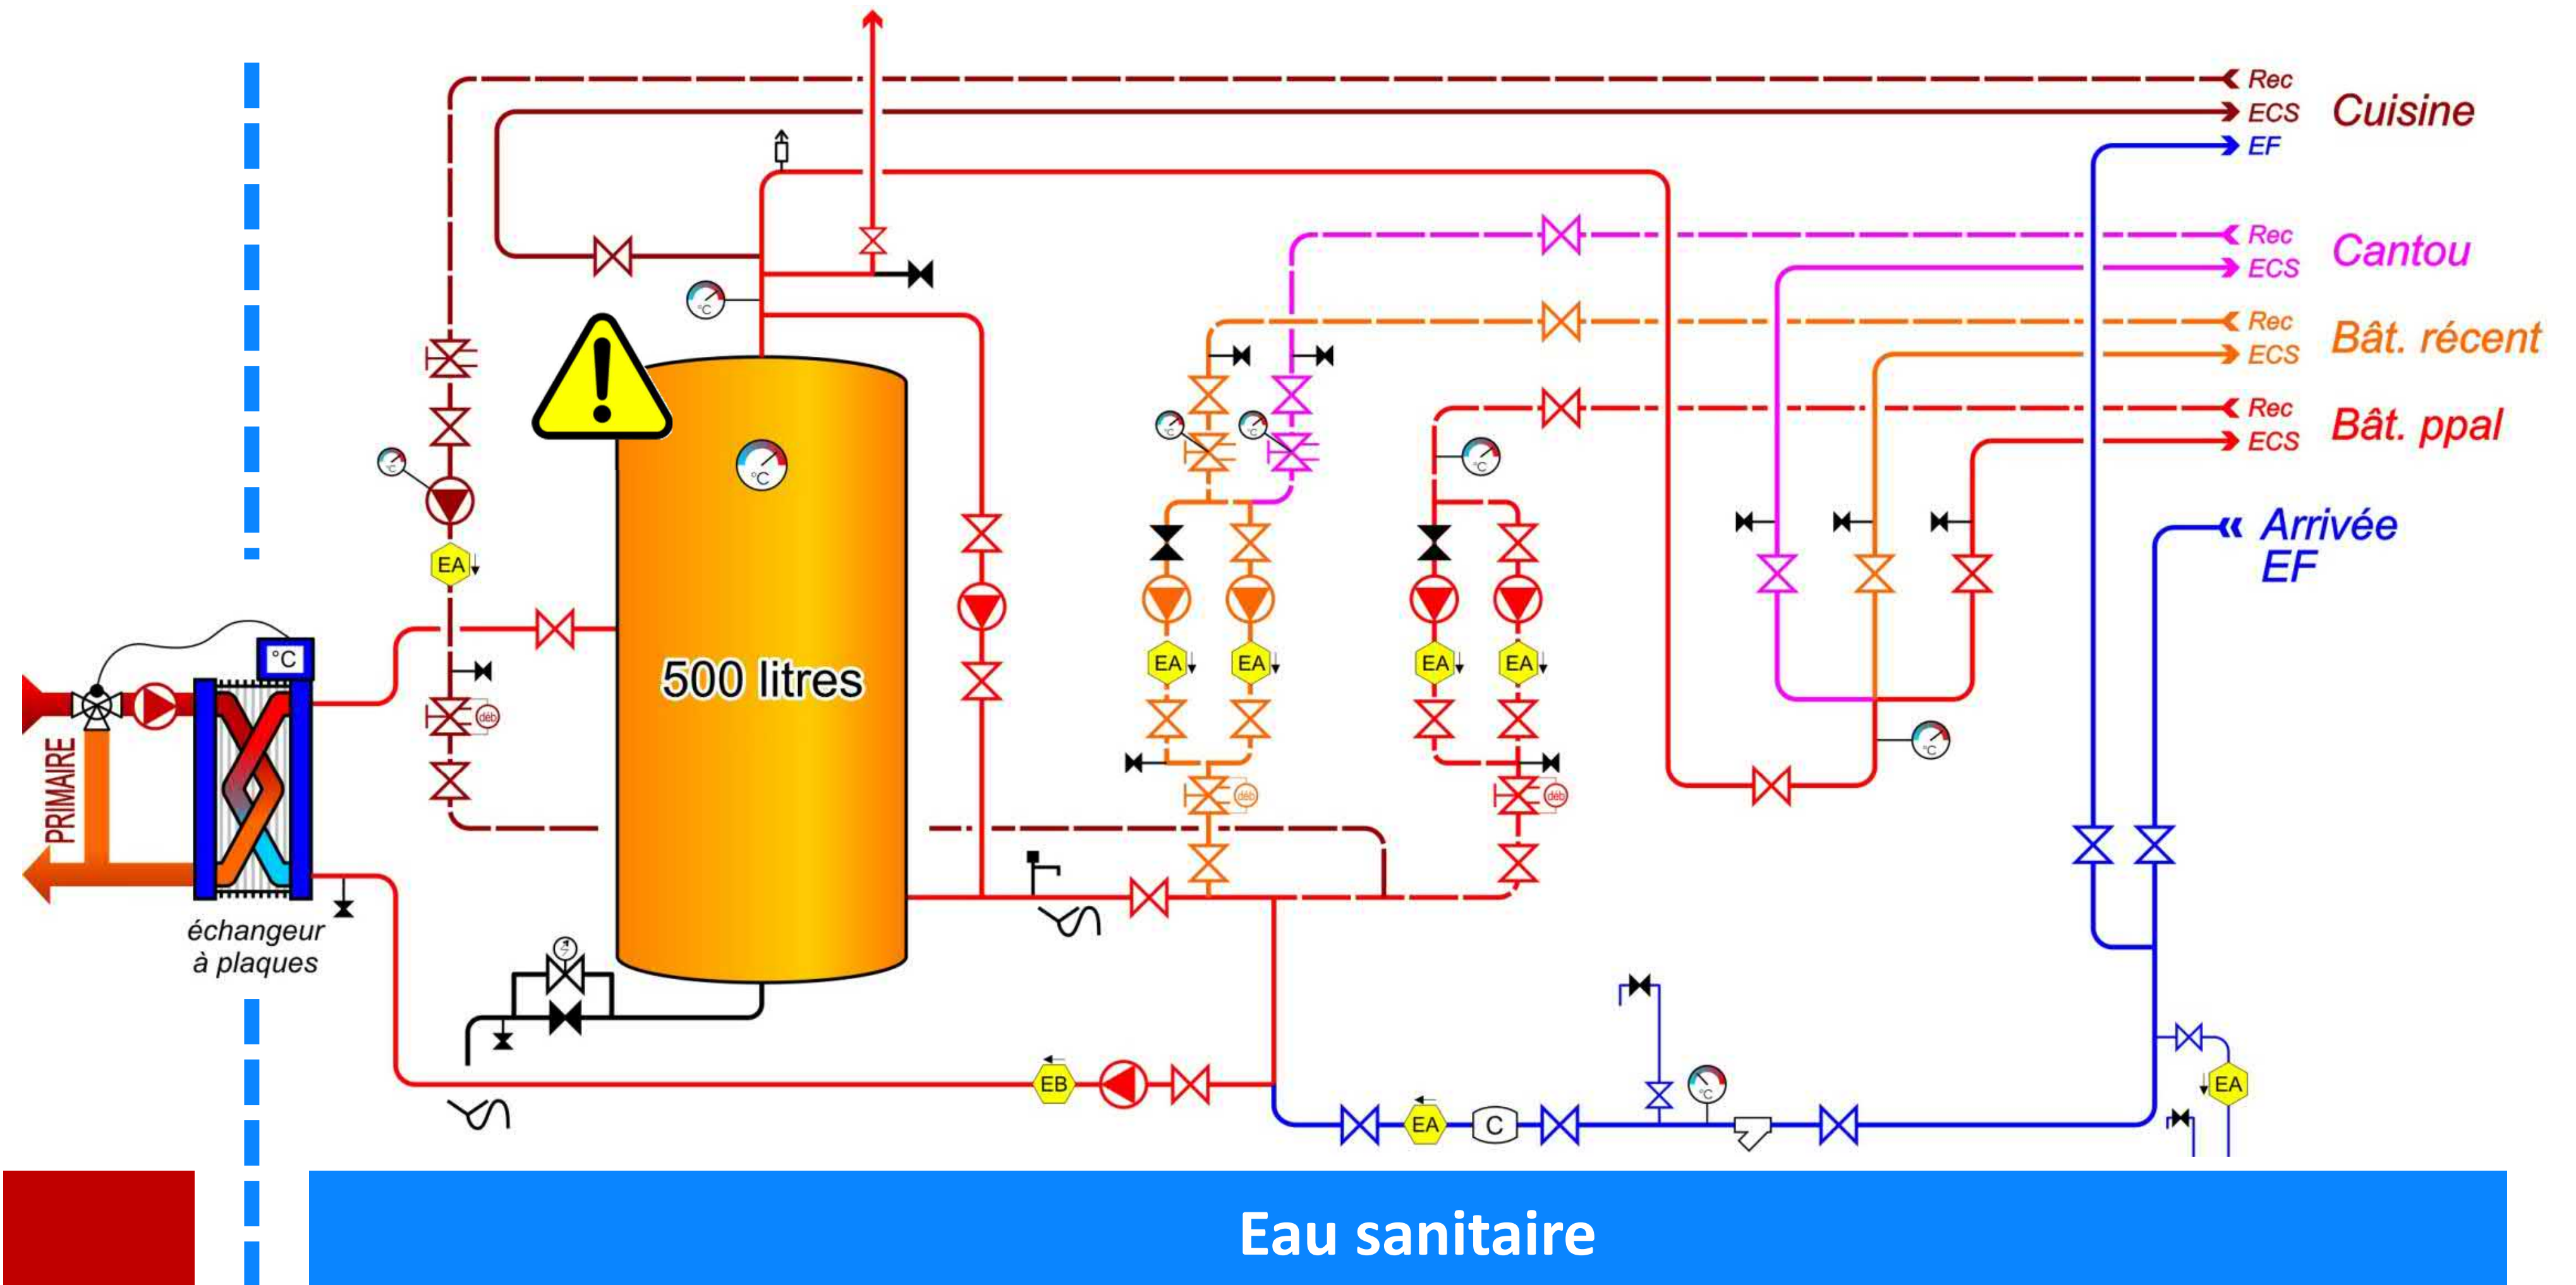 Rec
ECS
Cuisine
EF
Rec
ECS
Cantou
Rec
ECS
Bât. récent
Rec
ECS
Bât. ppal
Arrivée
EF
°C
°C
°C
°C
°C
°C
EA
EA
EA
EA
EA
°C
500 litres
déb
°C
PRIMAIRE
déb
déb
échangeur
à plaques
EB
°C
EA
EA
C
Eau sanitaire